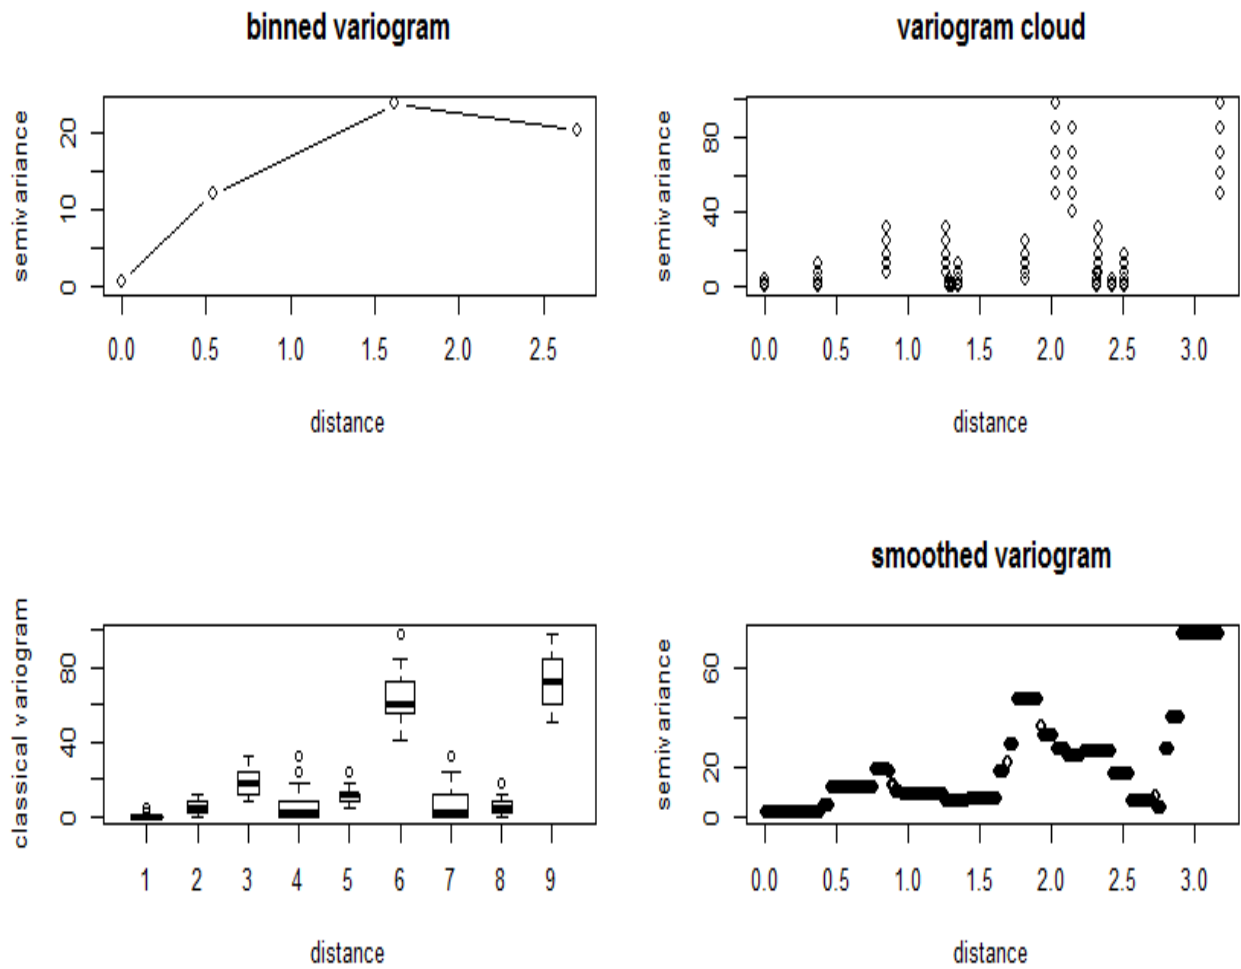 binned variogram
semivariance
20
10
0
0.0 0.5 1.0 1.5 2.0 2.5
distance
variogram cloud
semivariance
80
40
0
0.0 0.5 1.0 1.5 2.0 2.5 3.0
distance
classical variogram
80
40
0
1 2 3 4 5 6 7 8 9
distance
smoothed variogram
semivariance
60
20
0
0.0 0.5 1.0 1.5 2.0 2.5 3.0
distance